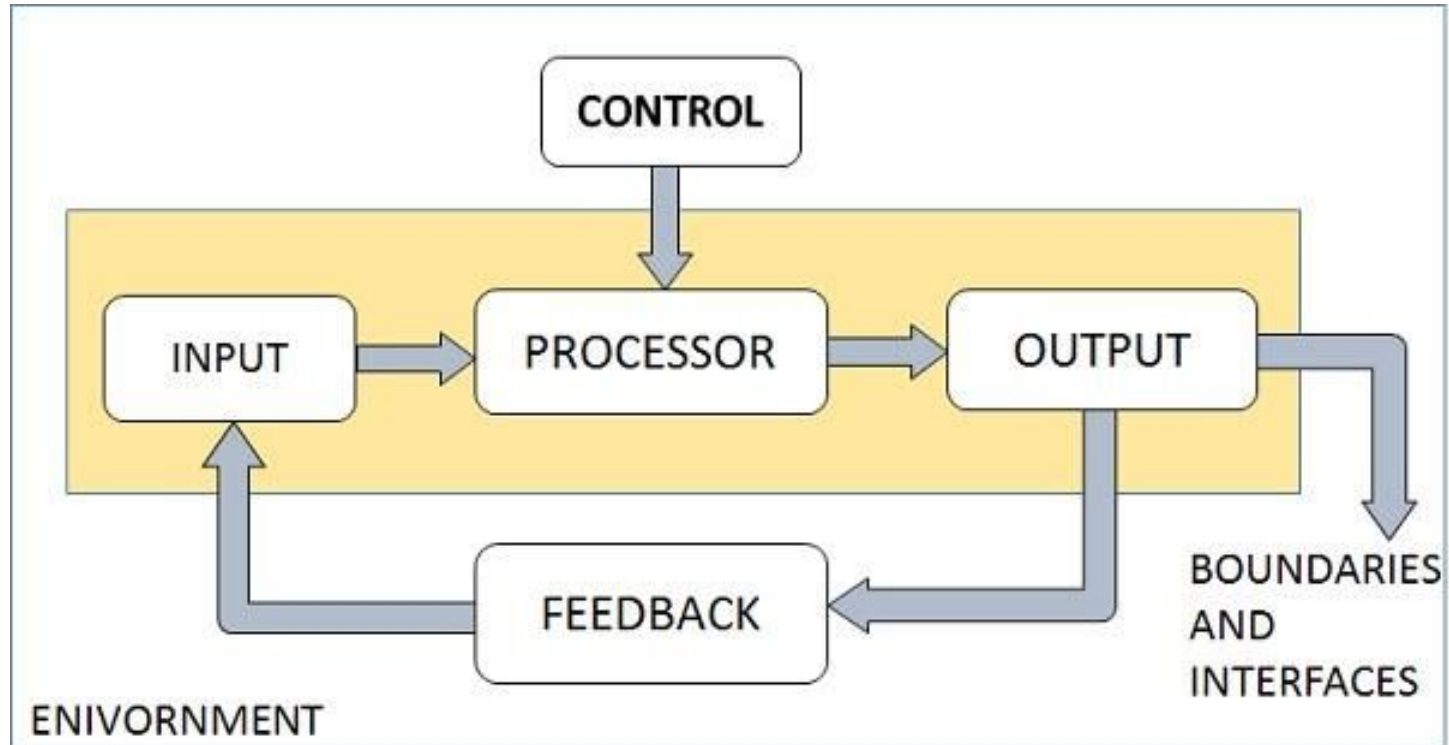 CONTROL
INPUT
PROCESSOR
OUTPUT
FEEDBACK
BOUNDARIES
AND
INTERFACES
ENIVORNMENT